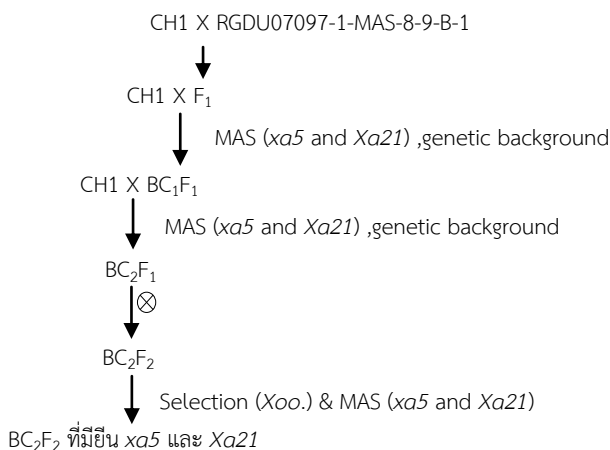 CH1 X RGDU07097-1-MAS-8-9-B-1
CH1 X F₁
MAS (xa5 and Xa21) ,genetic background
CH1 X BC₁F₁
MAS (xa5 and Xa21) ,genetic background
BC₂F₁
⊗
BC₂F₂
Selection (Xoo.) & MAS (xa5 and Xa21)
BC₂F₂ ที่มียีน xa5 และ Xa21